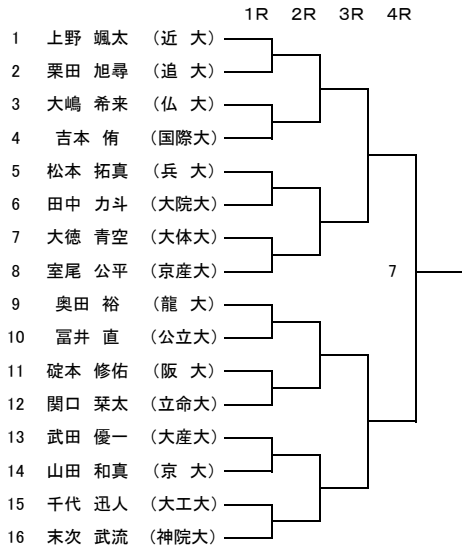 1R 2R 3R 4R
1 上野 颯太 (近 大)
2 栗田 旭尋 (追 大)
3 大嶋 希来 (仏 大)
4 吉本 侑 (国際大)
5 松本 拓真 (兵 大)
6 田中 力斗 (大院大)
7 大徳 青空 (大体大)
8 室尾 公平 (京産大) 7
9 奥田 裕 (龍 大)
10 冨井 直 (公立大)
11 碇本 修佑 (阪 大)
12 関口 栞太 (立命大)
13 武田 優一 (大産大)
14 山田 和真 (京 大)
15 千代 迅人 (大工大)
16 末次 武流 (神院大)